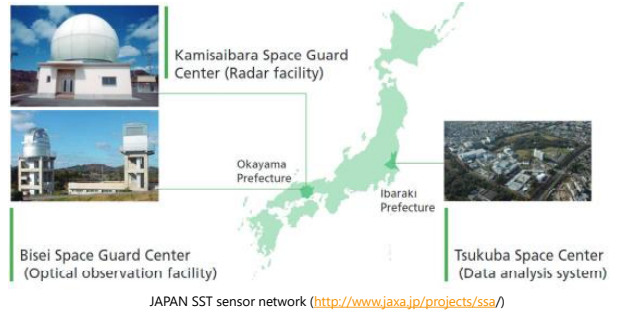 Kamisaibara Space Guard
Center (Radar facility)
Okayama
Prefecture
Ibaraki
Prefecture
Bisei Space Guard Center
(Optical observation facility)
Tsukuba Space Center
(Data analysis system)
JAPAN SST sensor network (http://www.jaxa.jp/projects/ssa/)